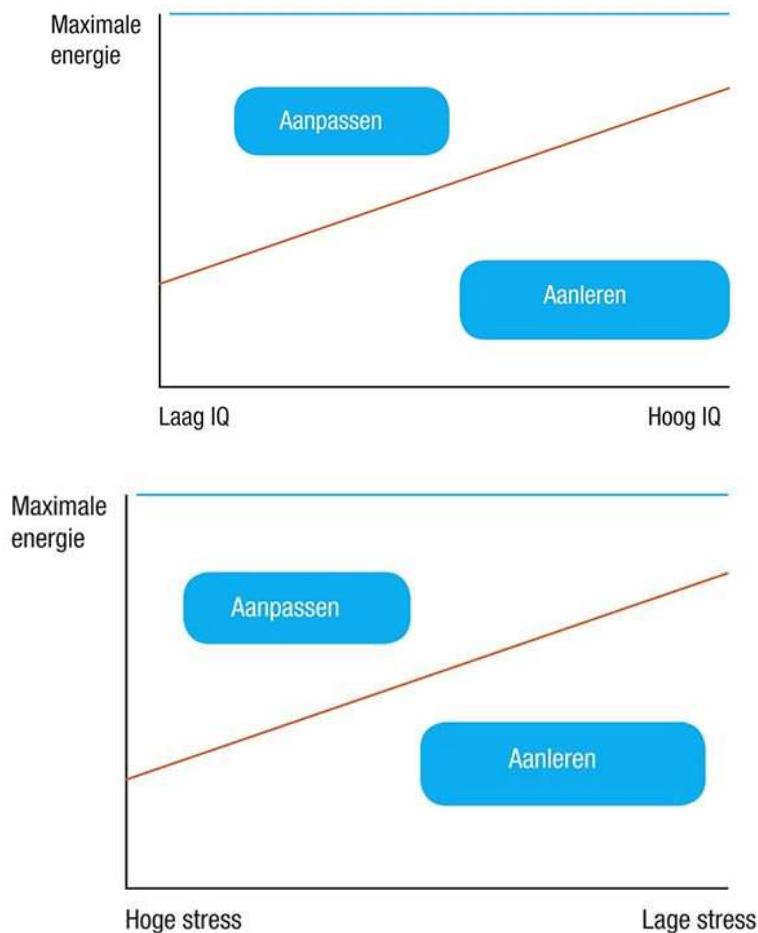 Maximale
energie
Aanpassen
Aanleren
Laag IQ
Hoog IQ
Maximale
energie
Aanpassen
Aanleren
Hoge stress
Lage stress